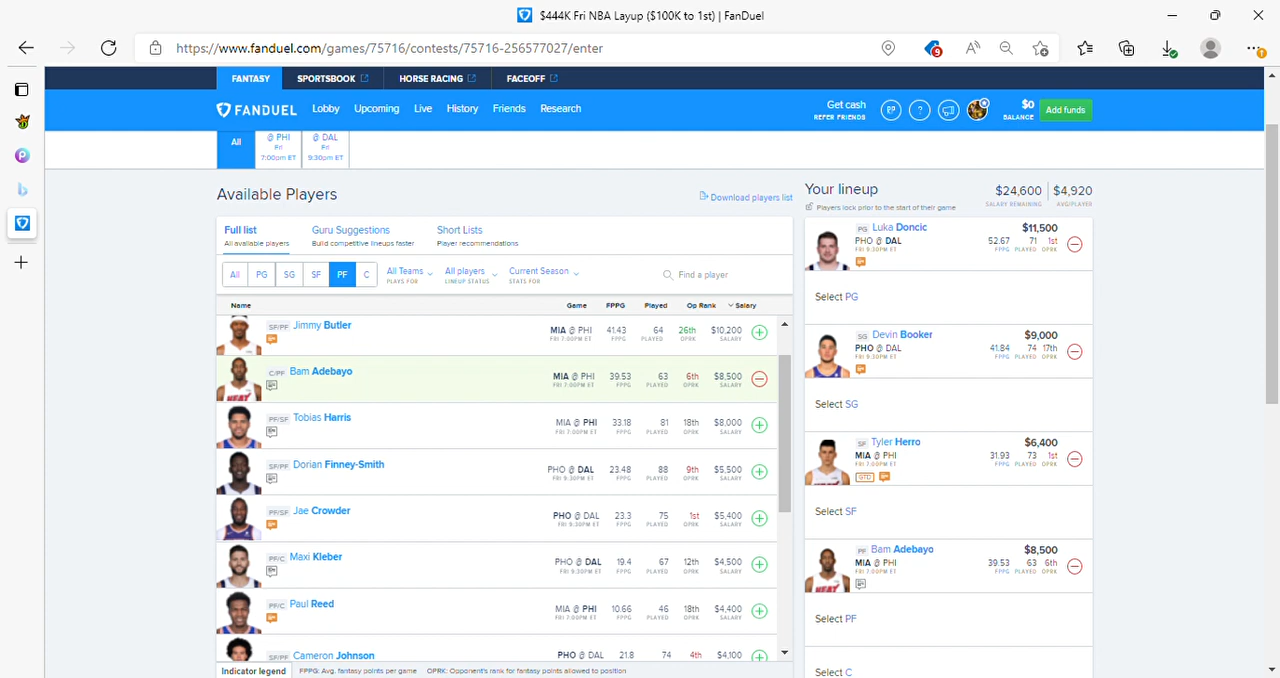 $444K Fri NBA Layup ($100K to 1st) | FanDuel
https://www.fanduel.com/games/75716/contests/75716-256577027/enter
FANTASY SPORTSBOOK HORSE RACING FACEOFF
FANDUEL Lobby Upcoming Live History Friends Research
Get cash
REFER FRIENDS
?
$0
BALANCE
Add funds
All
@ PHI
Fri
7:00pm ET
@ DAL
Fri
9:30pm ET
Available Players
Download players list
Full list
All available players
Guru Suggestions
Build competitive lineups faster
Short Lists
Player recommendations
All PG SG SF PF C
All Teams
PLAYS FOR
All players
LINEUP STATUS
Current Season
STATS FOR
Find a player
Name Game FPPG Played Op Rank Salary
SF/PF Jimmy Butler MIA @ PHI 41.43 64 26th $10,200
FRI 7:00PM ET FPPG PLAYED OPRK SALARY
C/PF Bam Adebayo MIA @ PHI 39.53 63 6th $8,500
FRI 7:00PM ET FPPG PLAYED OPRK SALARY
PF/SF Tobias Harris MIA @ PHI 33.18 81 18th $8,000
FRI 7:00PM ET FPPG PLAYED OPRK SALARY
SF/PF Dorian Finney-Smith PHO @ DAL 23.48 88 9th $5,500
FRI 9:30PM ET FPPG PLAYED OPRK SALARY
PF/SF Jae Crowder PHO @ DAL 23.3 75 1st $5,400
FRI 9:30PM ET FPPG PLAYED OPRK SALARY
PF/C Maxi Kleber PHO @ DAL 19.4 67 12th $4,500
FRI 9:30PM ET FPPG PLAYED OPRK SALARY
PF/C Paul Reed MIA @ PHI 10.66 46 18th $4,400
FRI 7:00PM ET FPPG PLAYED OPRK SALARY
SF/PF Cameron Johnson PHO @ DAL 21.8 74 4th $4,100
Indicator legend FPPG: Avg. fantasy points per game OPRK: Opponent's rank for fantasy points allowed to position
Your lineup
Players lock prior to the start of their game
$24,600
SALARY REMAINING
$4,920
AVG/PLAYER
PG Luka Doncic $11,500
PHO @ DAL 52.67 71 1st
FRI 9:30PM ET FPPG PLAYED OPRK
Select PG
SG Devin Booker $9,000
PHO @ DAL 41.84 74 17th
FRI 9:30PM ET FPPG PLAYED OPRK
Select SG
SF Tyler Herro $6,400
MIA @ PHI 31.93 73 1st
FRI 7:00PM ET FPPG PLAYED OPRK
GTD
Select SF
PF Bam Adebayo $8,500
MIA @ PHI 39.53 63 6th
FRI 7:00PM ET FPPG PLAYED OPRK
Select PF
Select C